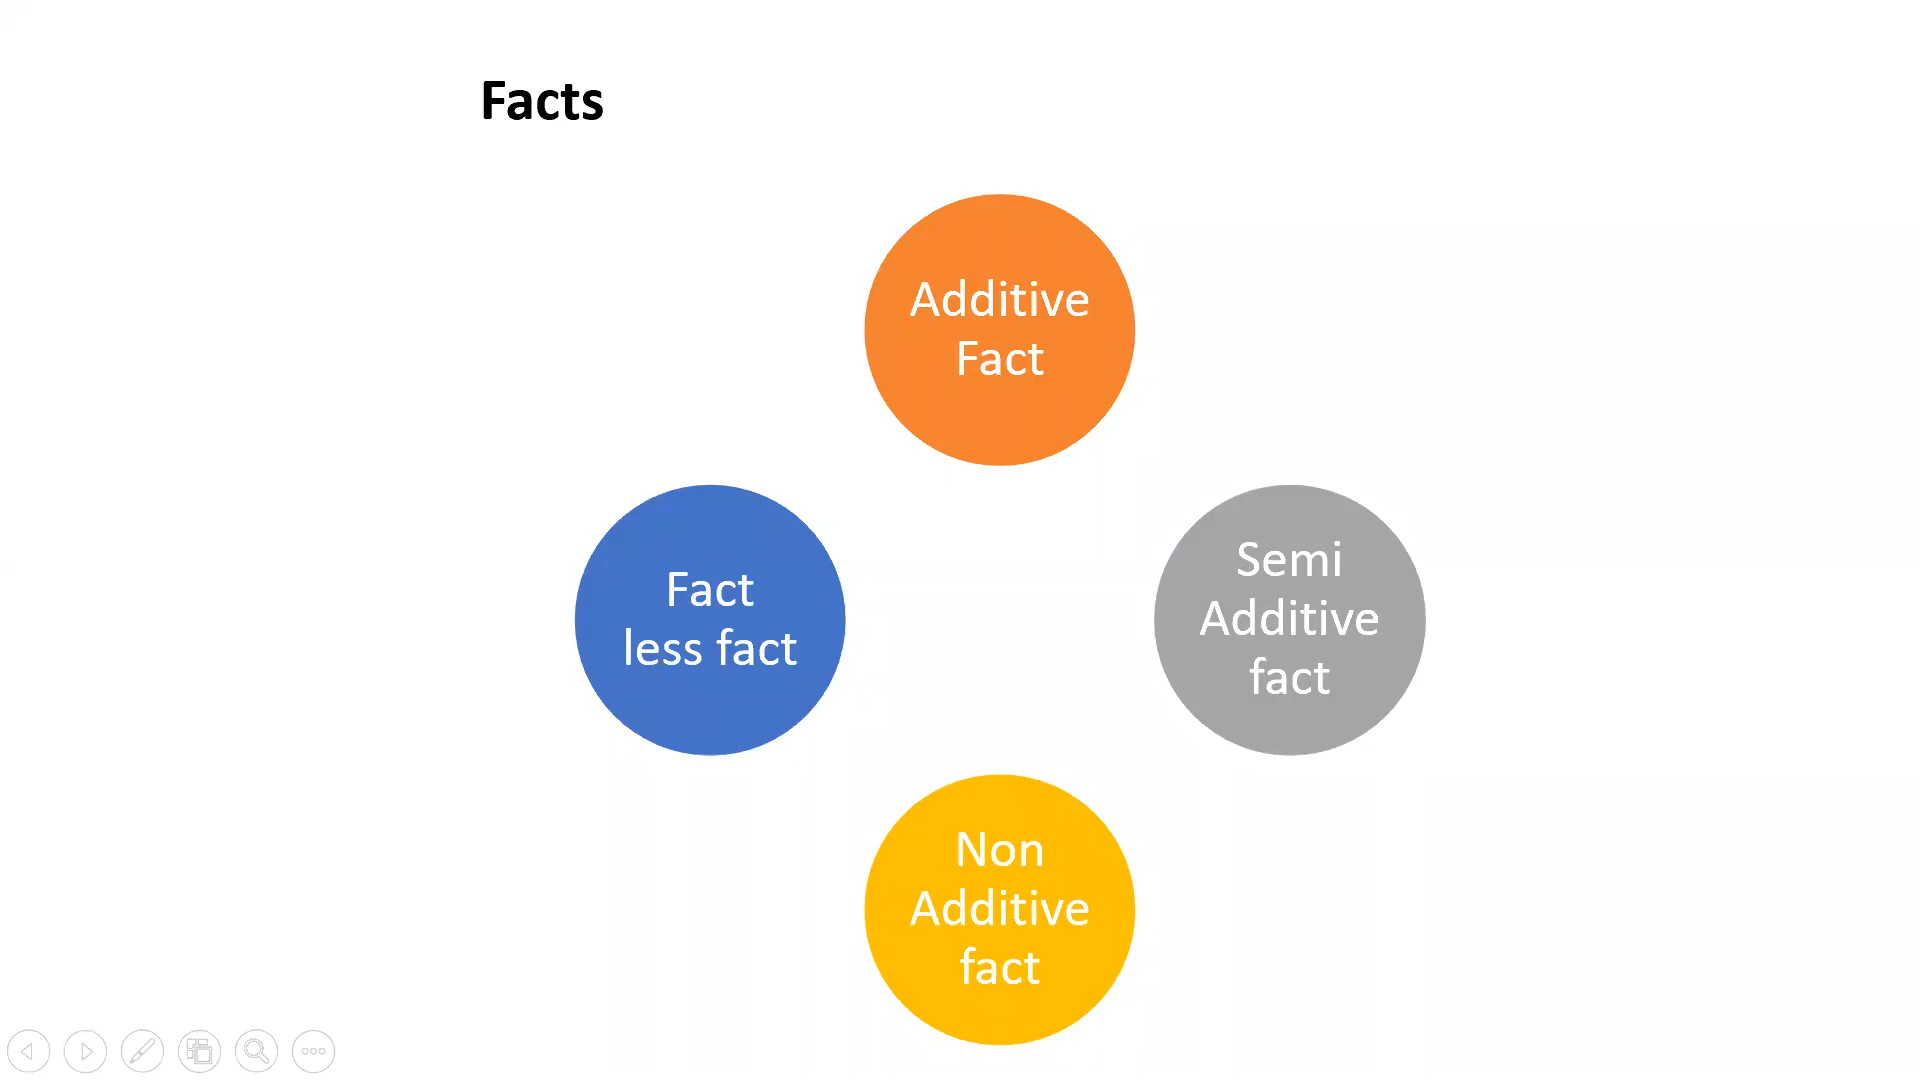 Facts
Additive
Fact
Fact
less fact
Semi
Additive
fact
Non
Additive
fact